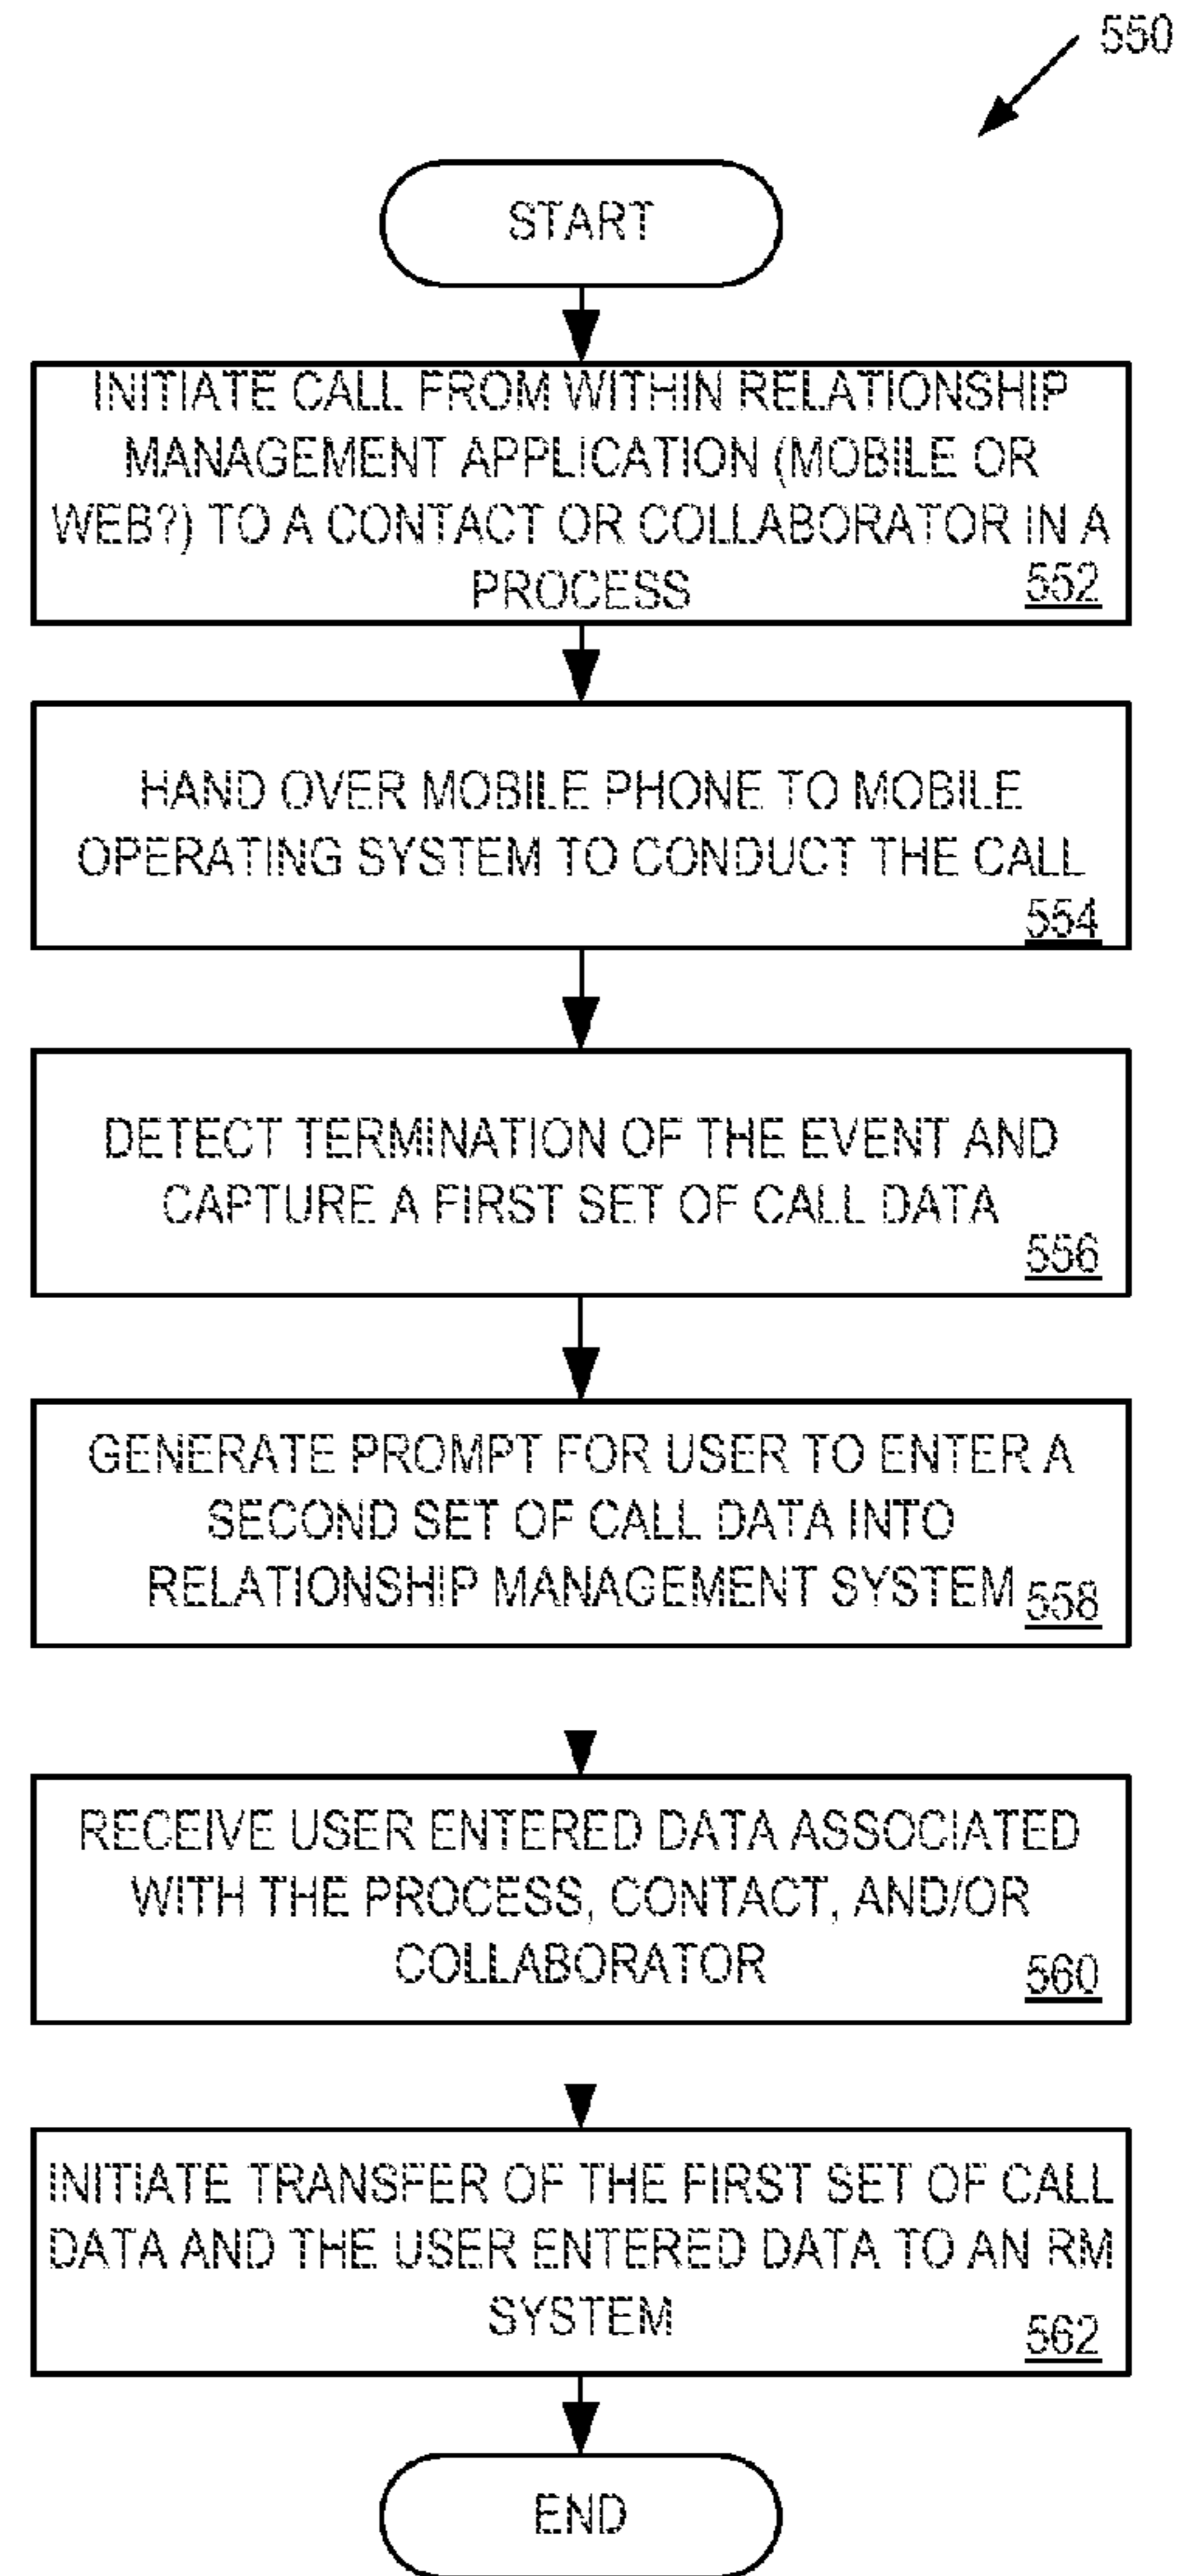 550
START
INITIATE CALL FROM WITHIN RELATIONSHIP
MANAGEMENT APPLICATION (MOBILE OR
WEB?) TO A CONTACT OR COLLABORATOR IN A
PROCESS
552
HAND OVER MOBILE PHONE TO MOBILE
OPERATING SYSTEM TO CONDUCT THE CALL
554
DETECT TERMINATION OF THE EVENT AND
CAPTURE A FIRST SET OF CALL DATA
556
GENERATE PROMPT FOR USER TO ENTER A
SECOND SET OF CALL DATA INTO
RELATIONSHIP MANAGEMENT SYSTEM
558
RECEIVE USER ENTERED DATA ASSOCIATED
WITH THE PROCESS, CONTACT, AND/OR
COLLABORATOR
560
INITIATE TRANSFER OF THE FIRST SET OF CALL
DATA AND THE USER ENTERED DATA TO AN RM
SYSTEM
562
END